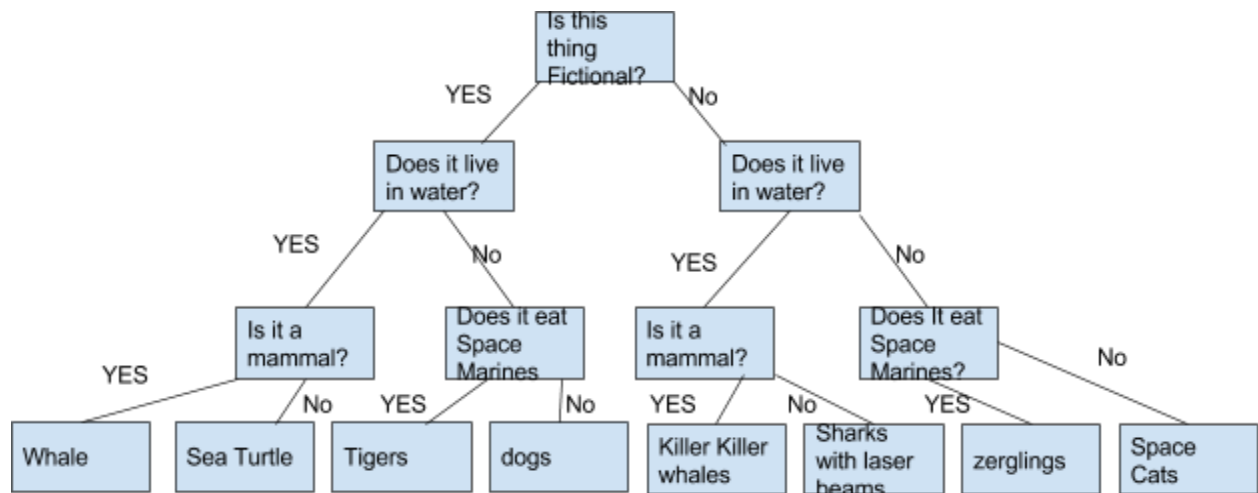 Is this
thing
Fictional?
YES
No
Does it live
in water?
Does it live
in water?
YES
No
YES
No
Is it a
mammal?
Does it eat
Space
Marines
Is it a
mammal?
Does It eat
Space
Marines?
YES
No
YES
No
YES
No
YES
No
Whale
Sea Turtle
Tigers
dogs
Killer Killer
whales
Sharks
with laser
beams
zerglings
Space
Cats